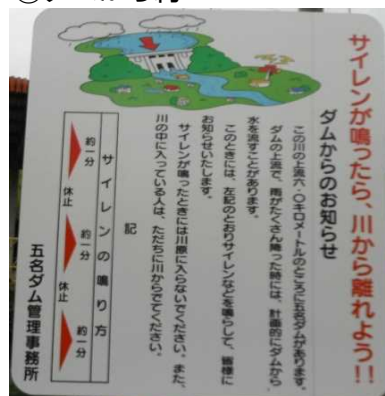 サイレンが鳴ったら、川から離れよう!!
ダムからのお知らせ
この川の上流六・〇キロメートルのところに五名ダムがあります。
ダムの上流で、雨がたくさん降った時には、計画的にダムから
水を流すことがあります。
このときには、左記のとおりサイレンなどを鳴らして、皆様に
お知らせいたします。
サイレンが鳴ったときには川原に入らないでください。また、
川の中に入っている人は、ただちに川からでてください。
記
サイレンの鳴り方
約一分
休止
約一分
休止
約一分
五名ダム管理事務所